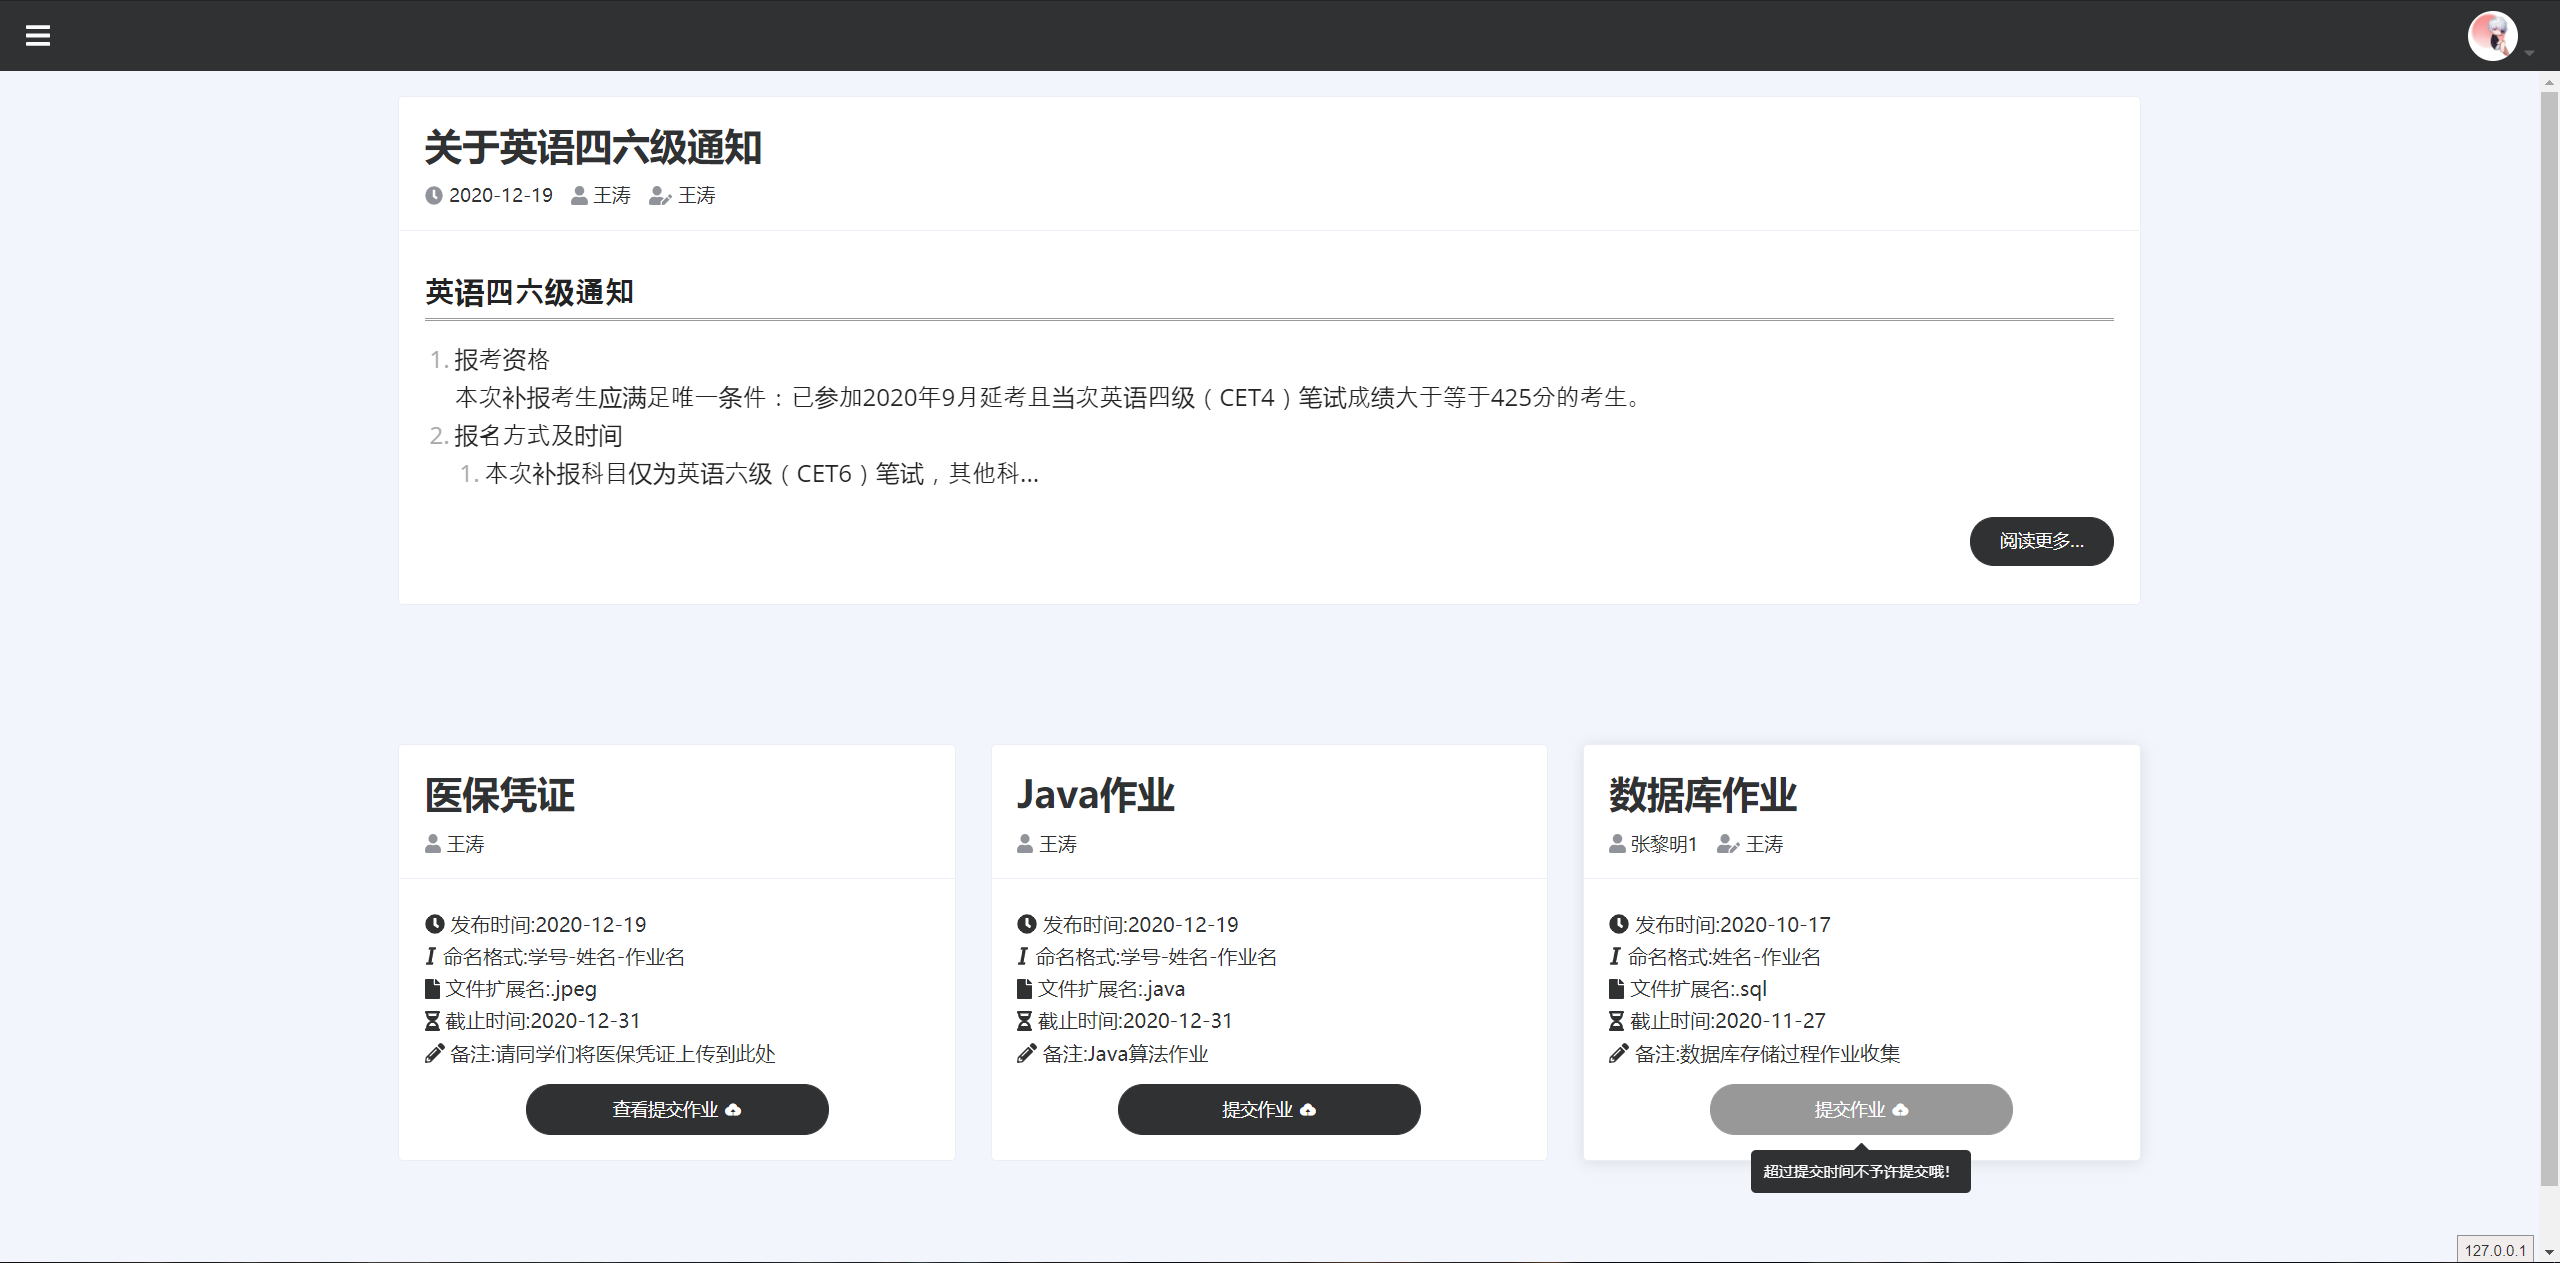 关于英语四六级通知
2020-12-19 王涛 王涛
英语四六级通知
1. 报考资格
本次补报考生应满足唯一条件：已参加2020年9月延考且当次英语四级（CET4）笔试成绩大于等于425分的考生。
2. 报名方式及时间
1. 本次补报科目仅为英语六级（CET6）笔试，其他科...
阅读更多...
医保凭证
王涛
发布时间:2020-12-19
命名格式:学号-姓名-作业名
文件扩展名:.jpeg
截止时间:2020-12-31
备注:请同学们将医保凭证上传到此处
查看提交作业
Java作业
王涛
发布时间:2020-12-19
命名格式:学号-姓名-作业名
文件扩展名:.java
截止时间:2020-12-31
备注:Java算法作业
提交作业
数据库作业
张黎明1 王涛
发布时间:2020-10-17
命名格式:姓名-作业名
文件扩展名:.sql
截止时间:2020-11-27
备注:数据库存储过程作业收集
提交作业
超过提交时间不予许提交哦！
127.0.0.1